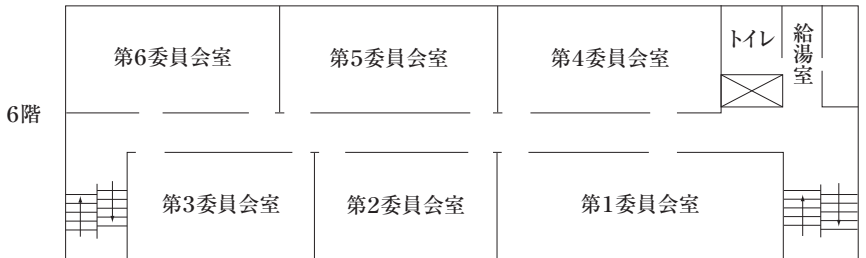 第6委員会室
第5委員会室
第4委員会室
トイレ
給湯室
6階
第3委員会室
第2委員会室
第1委員会室